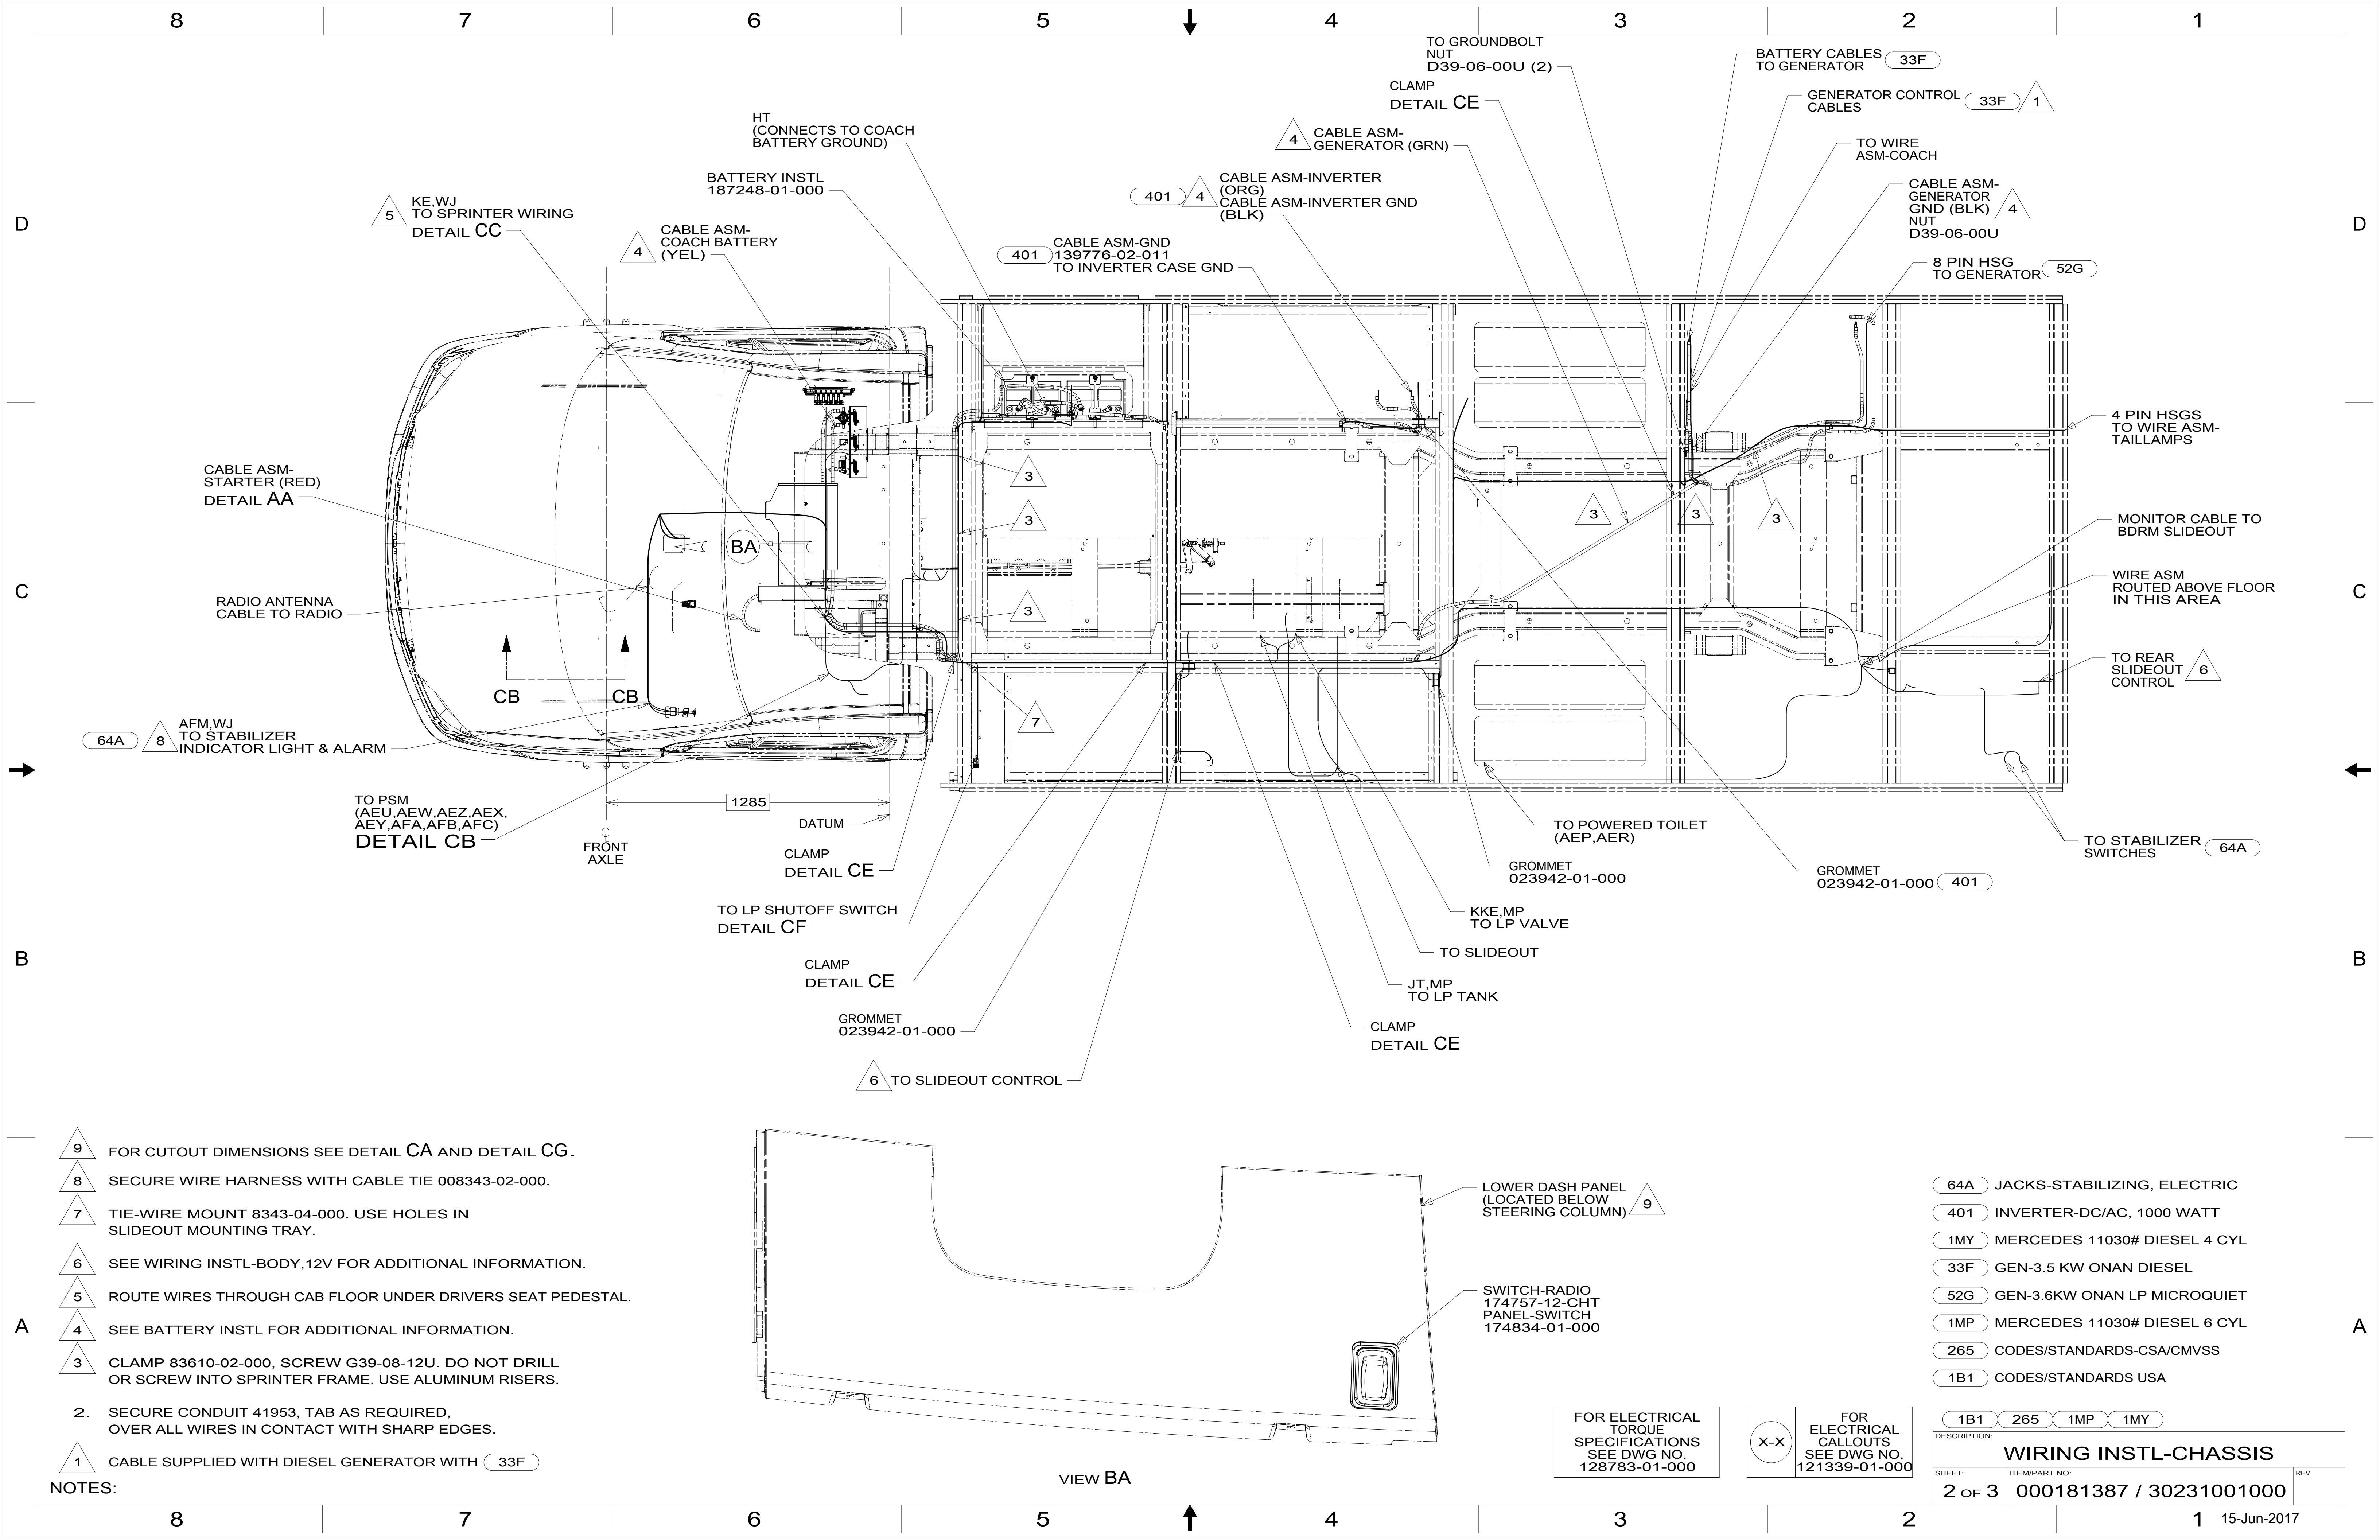 8 7 6 5 4 3 2 1
D
D
C
C
B
B
A
A
TO GROUNDBOLT
NUT
D39-06-00U (2)
CLAMP
DETAIL CE
BATTERY CABLES
TO GENERATOR
33F
GENERATOR CONTROL
CABLES
33F
1
HT
(CONNECTS TO COACH
BATTERY GROUND)
4
CABLE ASM-
GENERATOR (GRN)
TO WIRE
ASM-COACH
BATTERY INSTL
187248-01-000
401
4
CABLE ASM-INVERTER
(ORG)
CABLE ASM-INVERTER GND
(BLK)
CABLE ASM-
GENERATOR
GND (BLK)
NUT
D39-06-00U
4
5
KE,WJ
TO SPRINTER WIRING
DETAIL CC
4
CABLE ASM-
COACH BATTERY
(YEL)
401
CABLE ASM-GND
139776-02-011
TO INVERTER CASE GND
8 PIN HSG
TO GENERATOR
52G
4 PIN HSGS
TO WIRE ASM-
TAILLAMPS
CABLE ASM-
STARTER (RED)
DETAIL AA
3
3
3
3
3
3
BA
MONITOR CABLE TO
BDRM SLIDEOUT
RADIO ANTENNA
CABLE TO RADIO
WIRE ASM
ROUTED ABOVE FLOOR
IN THIS AREA
CB
CB
TO REAR
SLIDEOUT
CONTROL
6
7
64A
8
AFM,WJ
TO STABILIZER
INDICATOR LIGHT & ALARM
TO PSM
(AEU,AEW,AEZ,AEX,
AEY,AFA,AFB,AFC)
DETAIL CB
1285
DATUM
C
FRONT
AXLE
CLAMP
DETAIL CE
TO POWERED TOILET
(AEP,AER)
TO STABILIZER
SWITCHES
64A
GROMMET
023942-01-000
GROMMET
023942-01-000
401
TO LP SHUTOFF SWITCH
DETAIL CF
KKE,MP
TO LP VALVE
TO SLIDEOUT
CLAMP
DETAIL CE
JT,MP
TO LP TANK
GROMMET
023942-01-000
CLAMP
DETAIL CE
6
TO SLIDEOUT CONTROL
9
FOR CUTOUT DIMENSIONS SEE DETAIL CA AND DETAIL CG.
8
SECURE WIRE HARNESS WITH CABLE TIE 008343-02-000.
7
TIE-WIRE MOUNT 8343-04-000. USE HOLES IN
SLIDEOUT MOUNTING TRAY.
6
SEE WIRING INSTL-BODY,12V FOR ADDITIONAL INFORMATION.
5
ROUTE WIRES THROUGH CAB FLOOR UNDER DRIVERS SEAT PEDESTAL.
4
SEE BATTERY INSTL FOR ADDITIONAL INFORMATION.
3
CLAMP 83610-02-000, SCREW G39-08-12U. DO NOT DRILL
OR SCREW INTO SPRINTER FRAME. USE ALUMINUM RISERS.
2. SECURE CONDUIT 41953, TAB AS REQUIRED,
OVER ALL WIRES IN CONTACT WITH SHARP EDGES.
1
CABLE SUPPLIED WITH DIESEL GENERATOR WITH 33F
NOTES:
LOWER DASH PANEL
(LOCATED BELOW
STEERING COLUMN)
9
SWITCH-RADIO
174757-12-CHT
PANEL-SWITCH
174834-01-000
VIEW BA
64A JACKS-STABILIZING, ELECTRIC
401 INVERTER-DC/AC, 1000 WATT
1MY MERCEDES 11030# DIESEL 4 CYL
33F GEN-3.5 KW ONAN DIESEL
52G GEN-3.6KW ONAN LP MICROQUIET
1MP MERCEDES 11030# DIESEL 6 CYL
265 CODES/STANDARDS-CSA/CMVSS
1B1 CODES/STANDARDS USA
1B1 265 1MP 1MY
FOR ELECTRICAL
TORQUE
SPECIFICATIONS
SEE DWG NO.
128783-01-000
X-X
FOR
ELECTRICAL
CALLOUTS
SEE DWG NO.
121339-01-000
DESCRIPTION:
WIRING INSTL-CHASSIS
SHEET:
2 OF 3
ITEM/PART NO:
000181387 / 30231001000
REV
8 7 6 5 4 3 2 1
15-Jun-2017